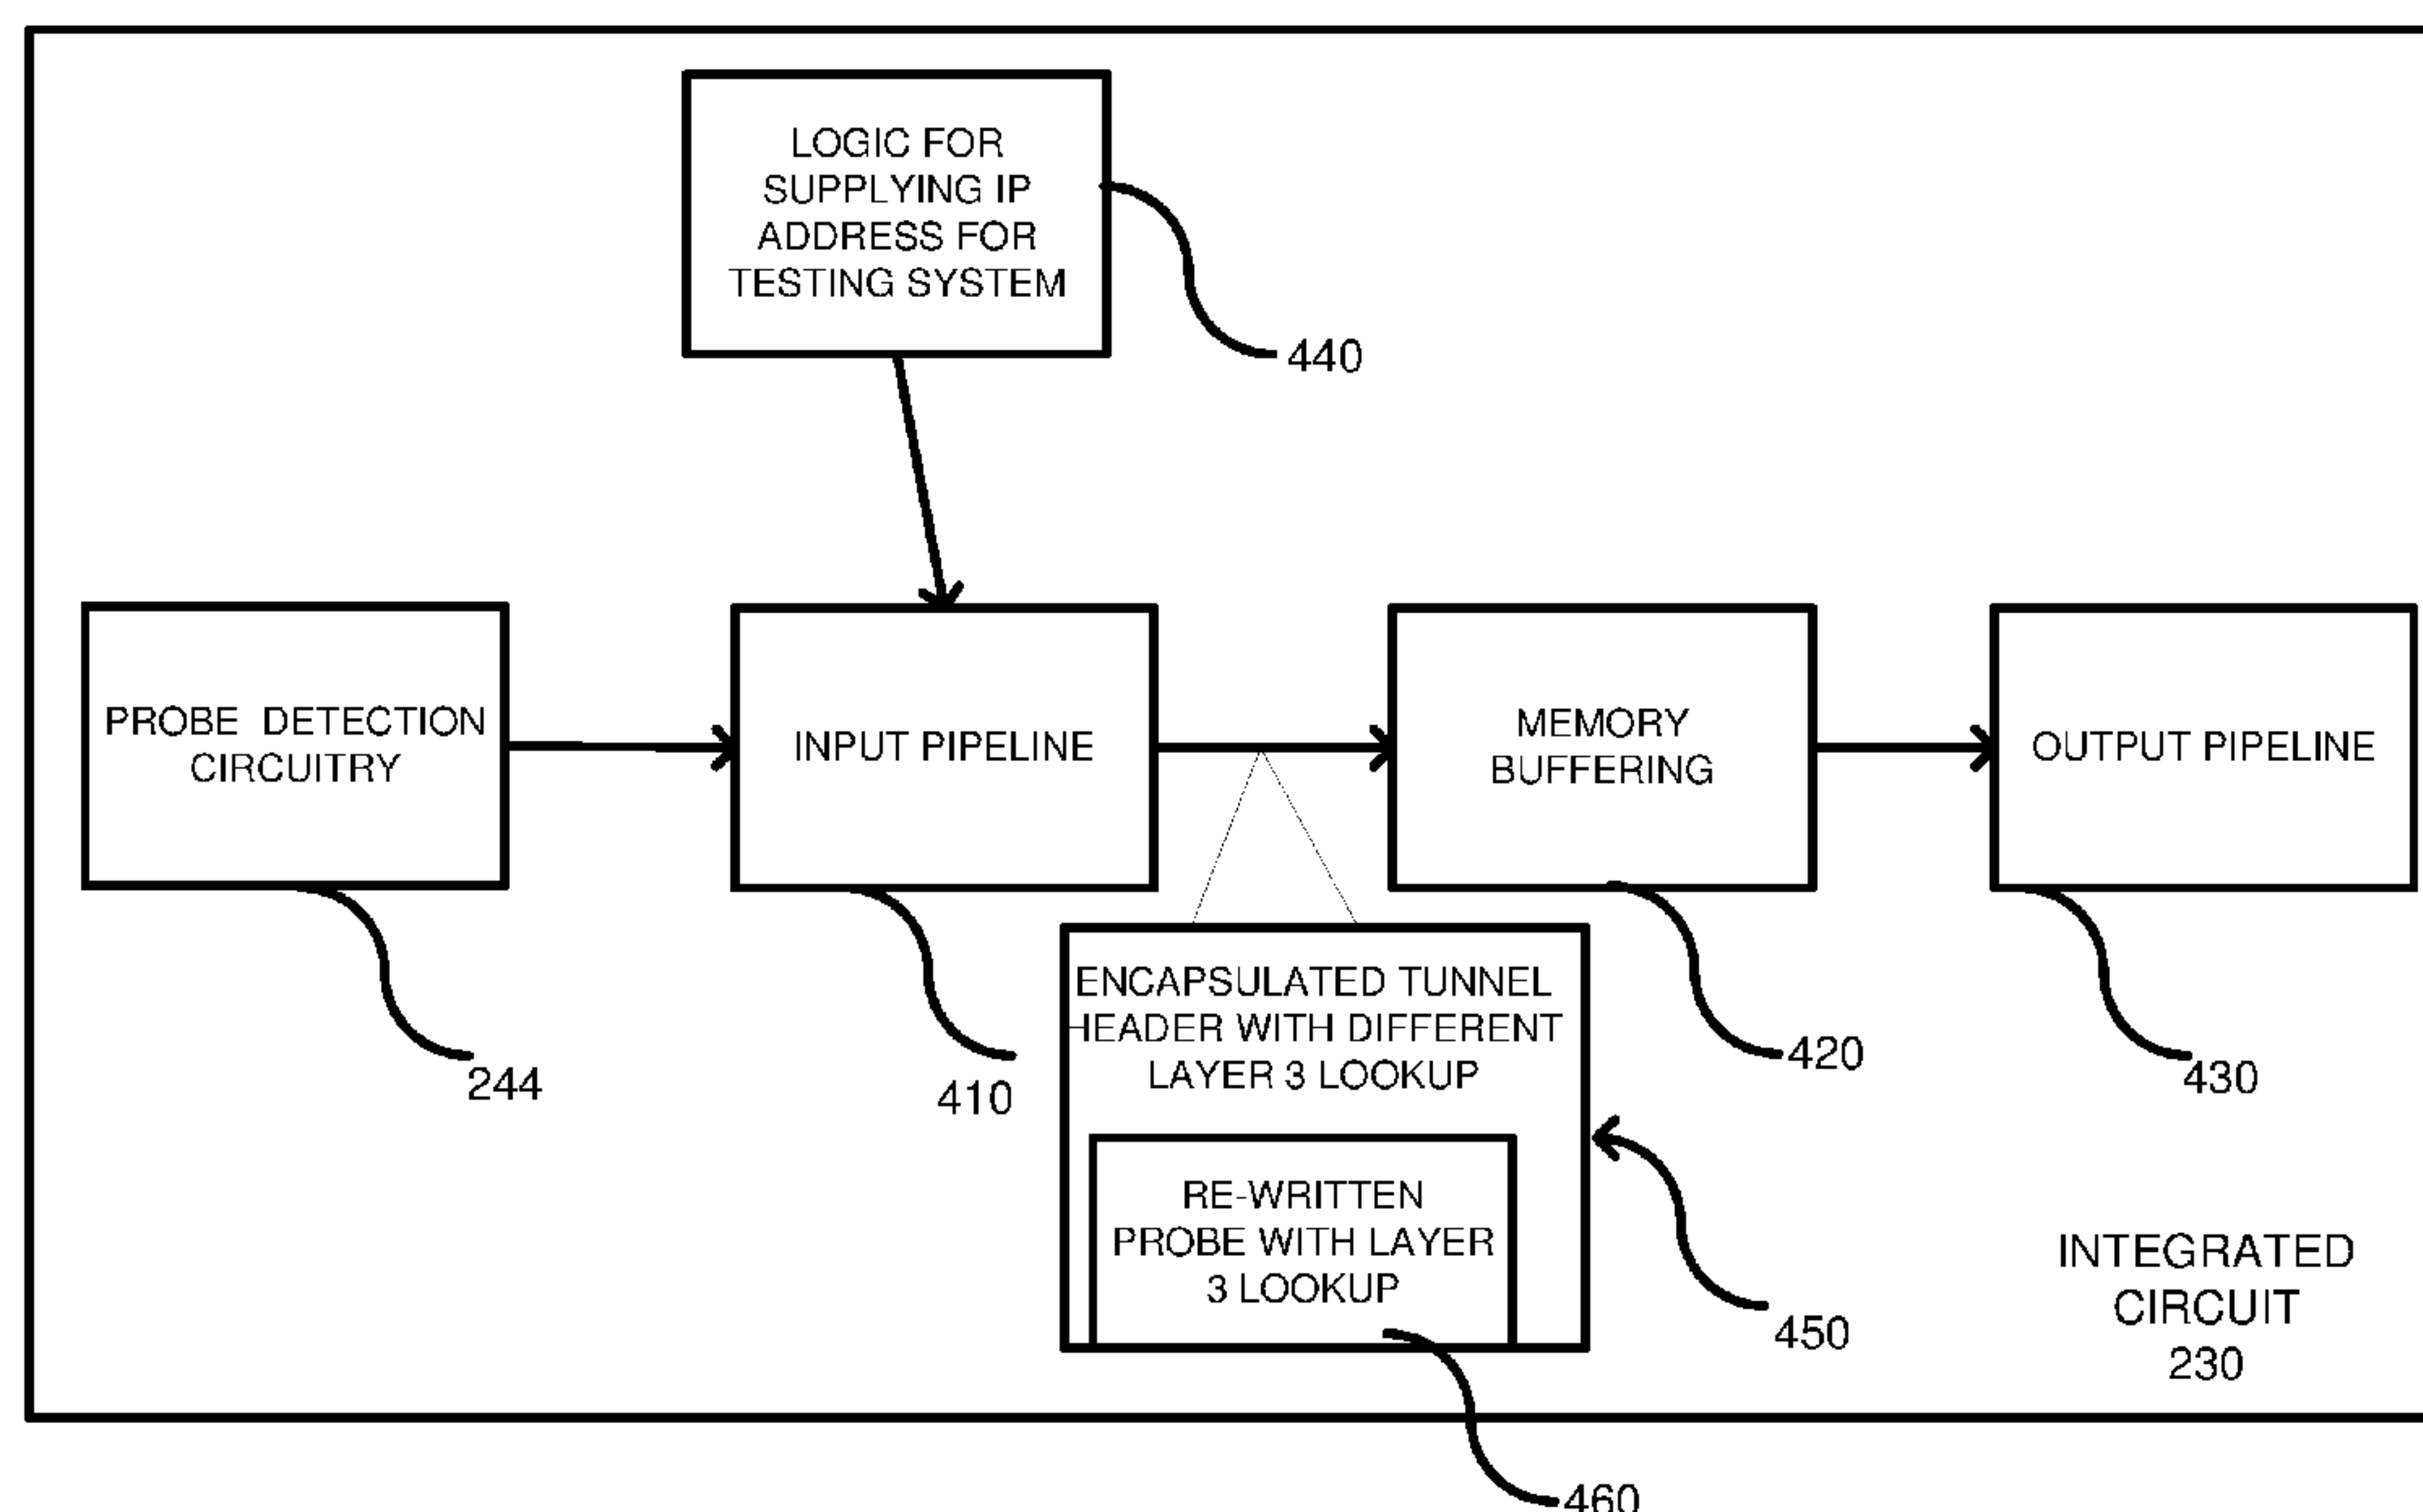 LOGIC FOR
SUPPLYING IP
ADDRESS FOR
TESTING SYSTEM
440
PROBE DETECTION
CIRCUITRY
INPUT PIPELINE
MEMORY
BUFFERING
OUTPUT PIPELINE
244
410
420
430
ENCAPSULATED TUNNEL
HEADER WITH DIFFERENT
LAYER 3 LOOKUP
RE-WRITTEN
PROBE WITH LAYER
3 LOOKUP
450
460
INTEGRATED
CIRCUIT
230